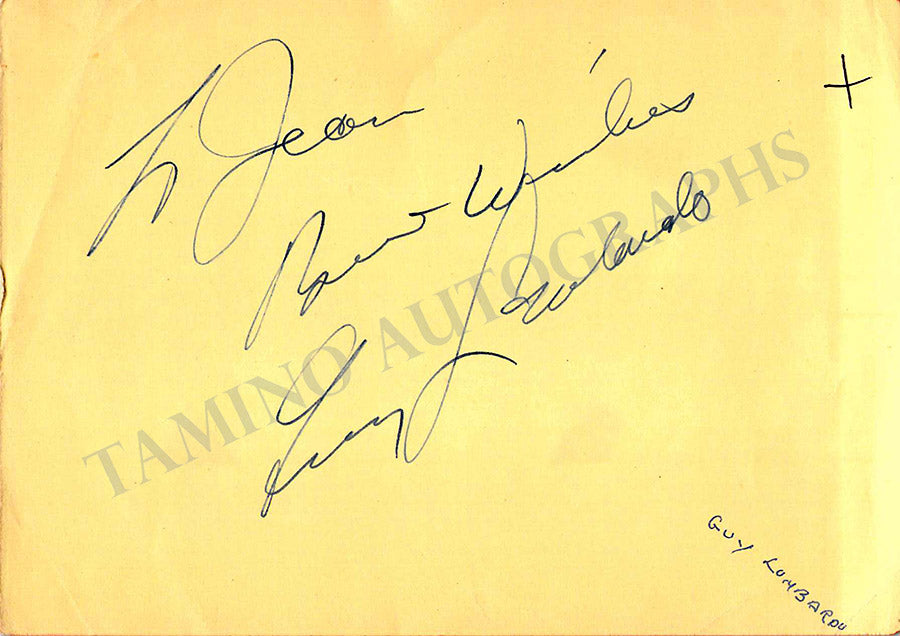 To Jean
Best Wishes
Guy Lombardo
TAMINO AUTOGRAPHS
GUY LOMBARDO